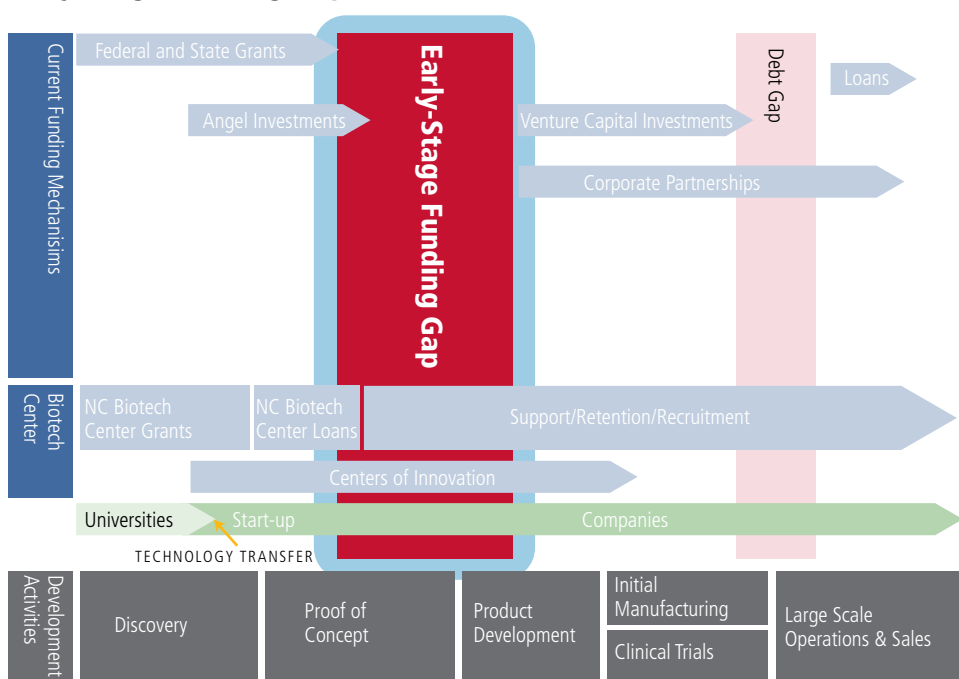 Current Funding Mechanisims
Federal and State Grants
Angel Investments
Early-Stage Funding Gap
Venture Capital Investments
Corporate Partnerships
Debt Gap
Loans
Biotech
Center
NC Biotech
Center Grants
NC Biotech
Center Loans
Support/Retention/Recruitment
Centers of Innovation
Universities
Start-up
Companies
TECHNOLOGY TRANSFER
Development
Activities
Discovery
Proof of
Concept
Product
Development
Initial
Manufacturing
Clinical Trials
Large Scale
Operations & Sales